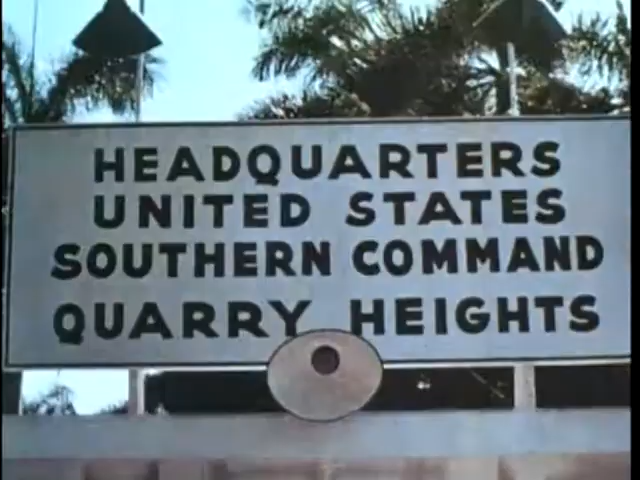 HEADQUARTERS
UNITED STATES
SOUTHERN COMMAND
QUARRY HEIGHTS